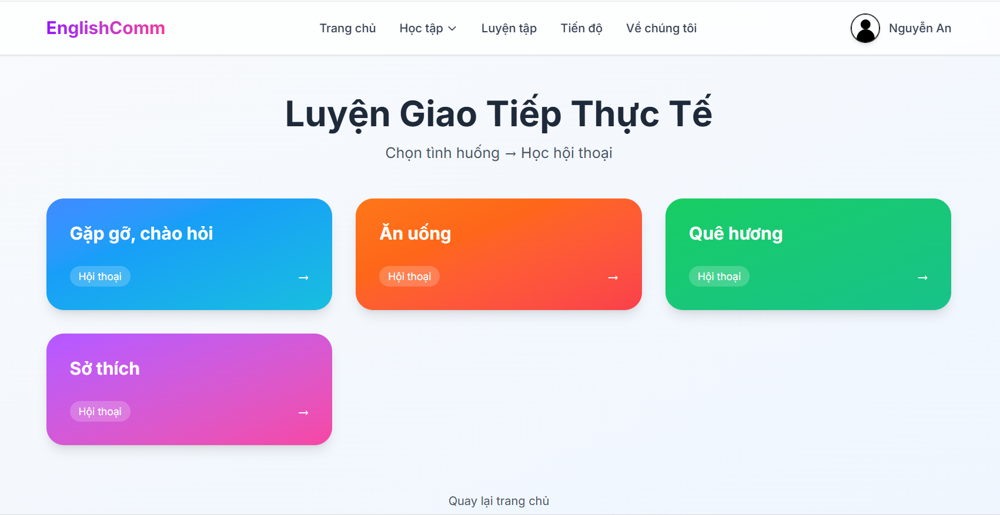 EnglishComm
Trang chủ
Học tập
Luyện tập
Tiến độ
Về chúng tôi
Nguyễn An
Luyện Giao Tiếp Thực Tế
Chọn tình huống → Học hội thoại
Gặp gỡ, chào hỏi
Hội thoại
→
Ăn uống
Hội thoại
→
Quê hương
Hội thoại
→
Sở thích
Hội thoại
→
Quay lại trang chủ